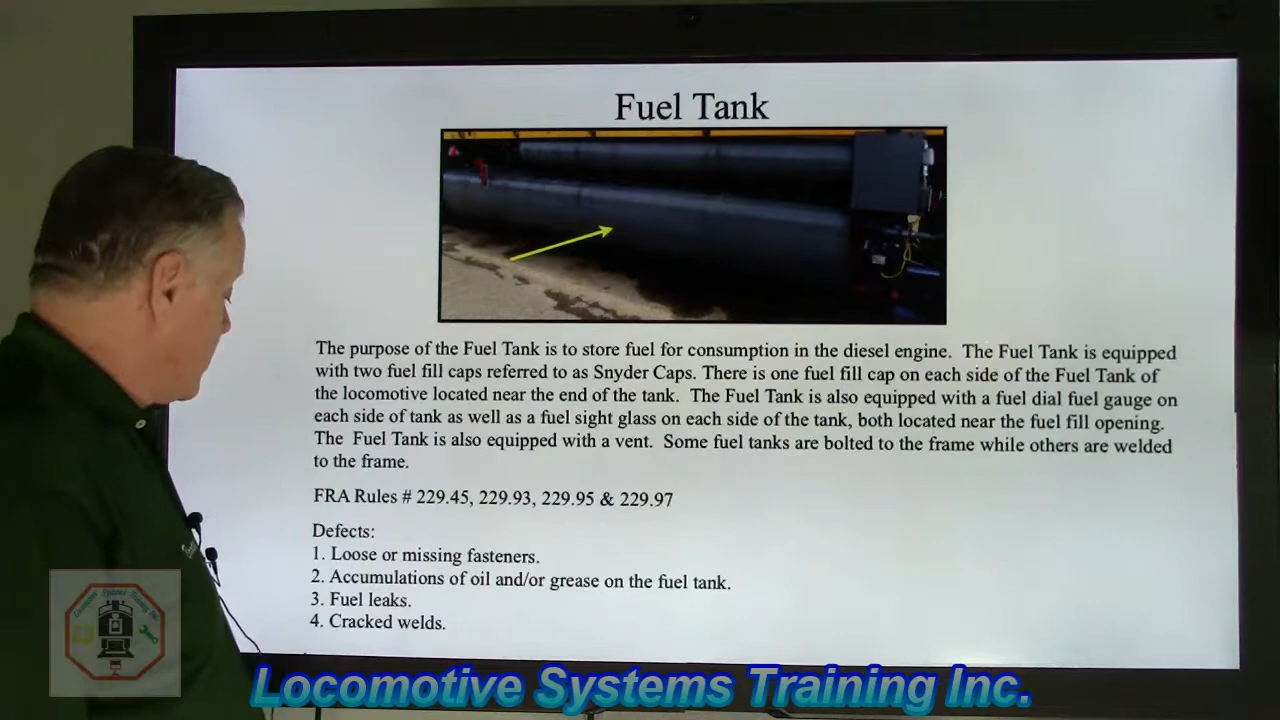 Fuel Tank
The purpose of the Fuel Tank is to store fuel for consumption in the diesel engine.  The Fuel Tank is equipped
with two fuel fill caps referred to as Snyder Caps. There is one fuel fill cap on each side of the Fuel Tank of
the locomotive located near the end of the tank.  The Fuel Tank is also equipped with a fuel dial fuel gauge on
each side of tank as well as a fuel sight glass on each side of the tank, both located near the fuel fill opening.
The  Fuel Tank is also equipped with a vent.  Some fuel tanks are bolted to the frame while others are welded
to the frame.
FRA Rules # 229.45, 229.93, 229.95 & 229.97
Defects:
1. Loose or missing fasteners.
2. Accumulations of oil and/or grease on the fuel tank.
3. Fuel leaks.
4. Cracked welds.
Locomotive Systems Training Inc.
Locomotive Systems Training Inc.